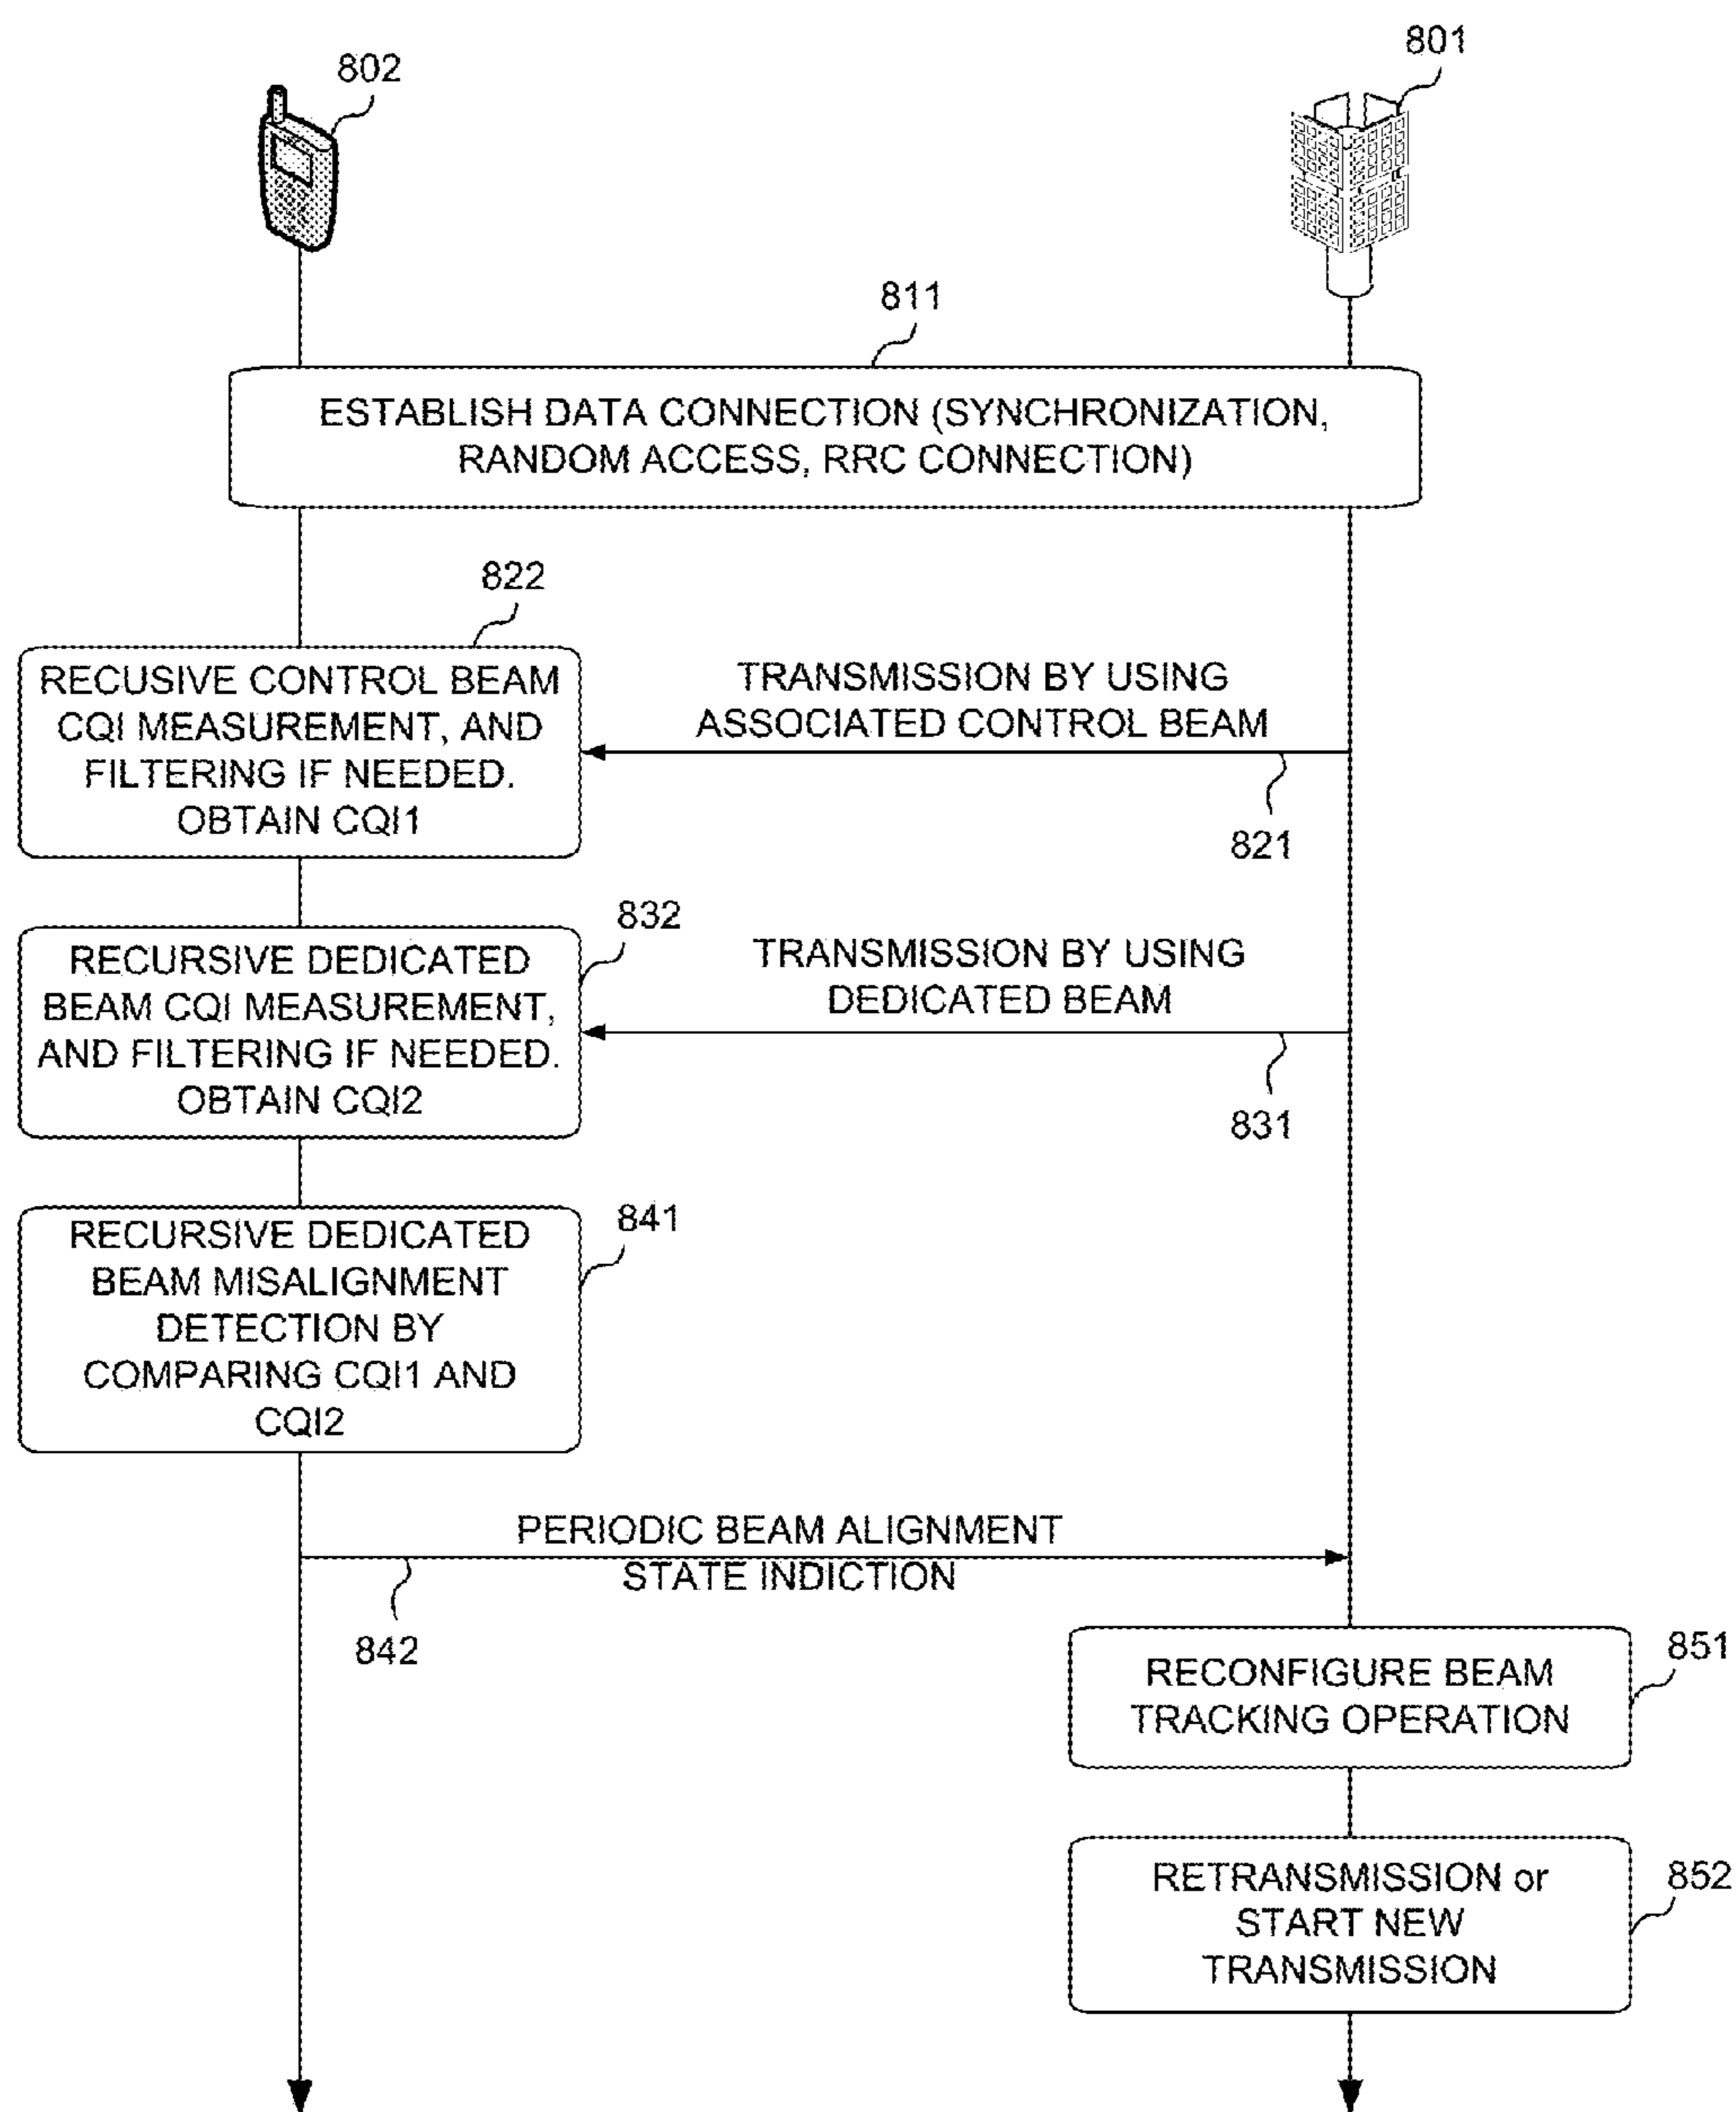 802
801
811
ESTABLISH DATA CONNECTION (SYNCHRONIZATION,
RANDOM ACCESS, RRC CONNECTION)
822
RECUSIVE CONTROL BEAM
CQI MEASUREMENT, AND
FILTERING IF NEEDED.
OBTAIN CQI1
TRANSMISSION BY USING
ASSOCIATED CONTROL BEAM
821
832
RECURSIVE DEDICATED
BEAM CQI MEASUREMENT,
AND FILTERING IF NEEDED.
OBTAIN CQI2
TRANSMISSION BY USING
DEDICATED BEAM
831
841
RECURSIVE DEDICATED
BEAM MISALIGNMENT
DETECTION BY
COMPARING CQI1 AND
CQI2
PERIODIC BEAM ALIGNMENT
STATE INDICTION
842
851
RECONFIGURE BEAM
TRACKING OPERATION
852
RETRANSMISSION or
START NEW
TRANSMISSION